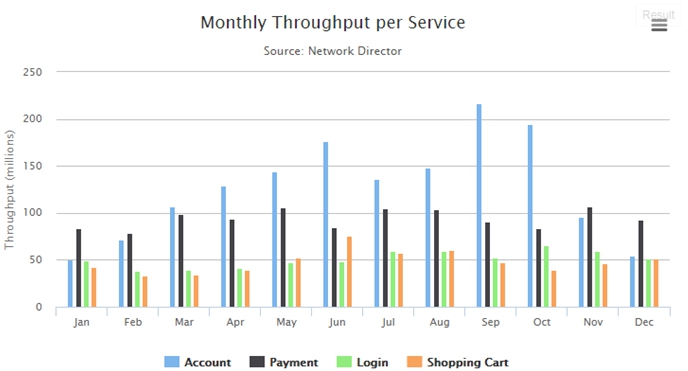 Result
Monthly Throughput per Service
Source: Network Director
Throughput (millions)
250
200
150
100
50
0
Jan Feb Mar Apr May Jun Jul Aug Sep Oct Nov Dec
Account Payment Login Shopping Cart